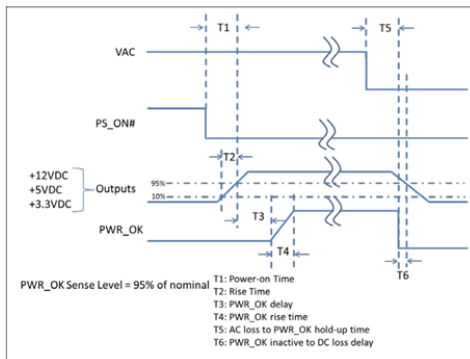 T1
T5
VAC
PS_ON#
T2
+12VDC
+5VDC
+3.3VDC
Outputs
95%
10%
T3
PWR_OK
T4
T6
PWR_OK Sense Level = 95% of nominal
T1: Power-on Time
T2: Rise Time
T3: PWR_OK delay
T4: PWR_OK rise time
T5: AC loss to PWR_OK hold-up time
T6: PWR_OK inactive to DC loss delay